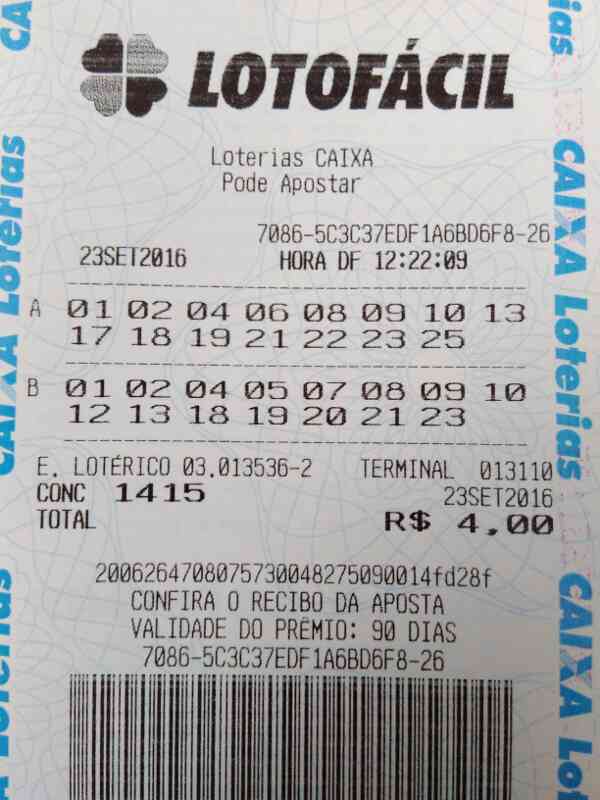 LOTOFÁCIL
Loterias CAIXA
Pode Apostar
7086-5C3C37EDF1A6BD6F8-26
23SET2016 HORA DF 12:22:09
A 01 02 04 06 08 09 10 13
17 18 19 21 22 23 25
B 01 02 04 05 07 08 09 10
12 13 18 19 20 21 23
E. LOTÉRICO 03.013536-2 TERMINAL 013110
CONC 1415 23SET2016
TOTAL R$ 4,00
20062647080757300482750900​14fd28f
CONFIRA O RECIBO DA APOSTA
VALIDADE DO PRÊMIO: 90 DIAS
7086-5C3C37EDF1A6BD6F8-26
CAIXA Loterias
CAIXA Loterias